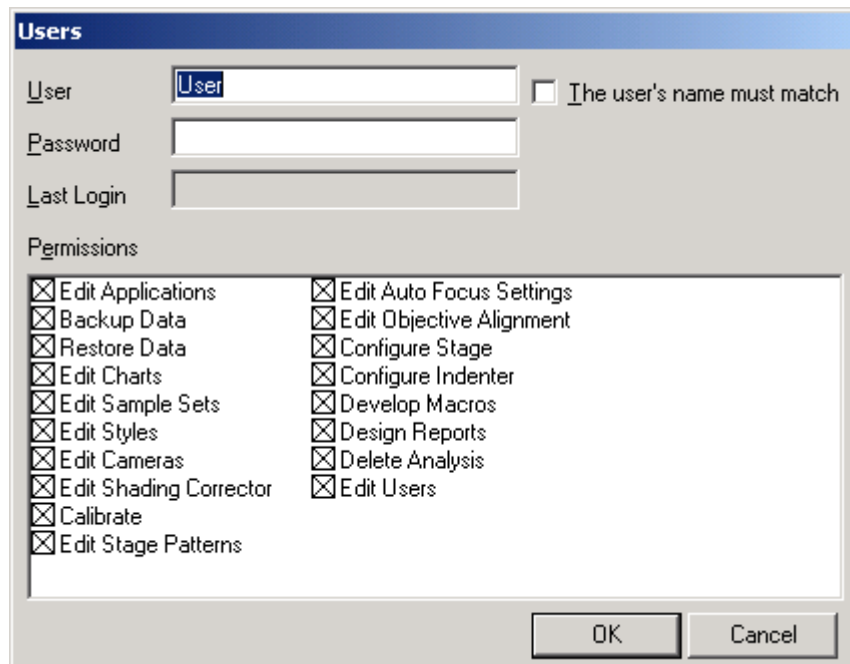 Users
User User The user's name must match
Password
Last Login
Permissions
Edit Applications Edit Auto Focus Settings
Backup Data Edit Objective Alignment
Restore Data Configure Stage
Edit Charts Configure Indenter
Edit Sample Sets Develop Macros
Edit Styles Design Reports
Edit Cameras Delete Analysis
Edit Shading Corrector Edit Users
Calibrate
Edit Stage Patterns
OK Cancel